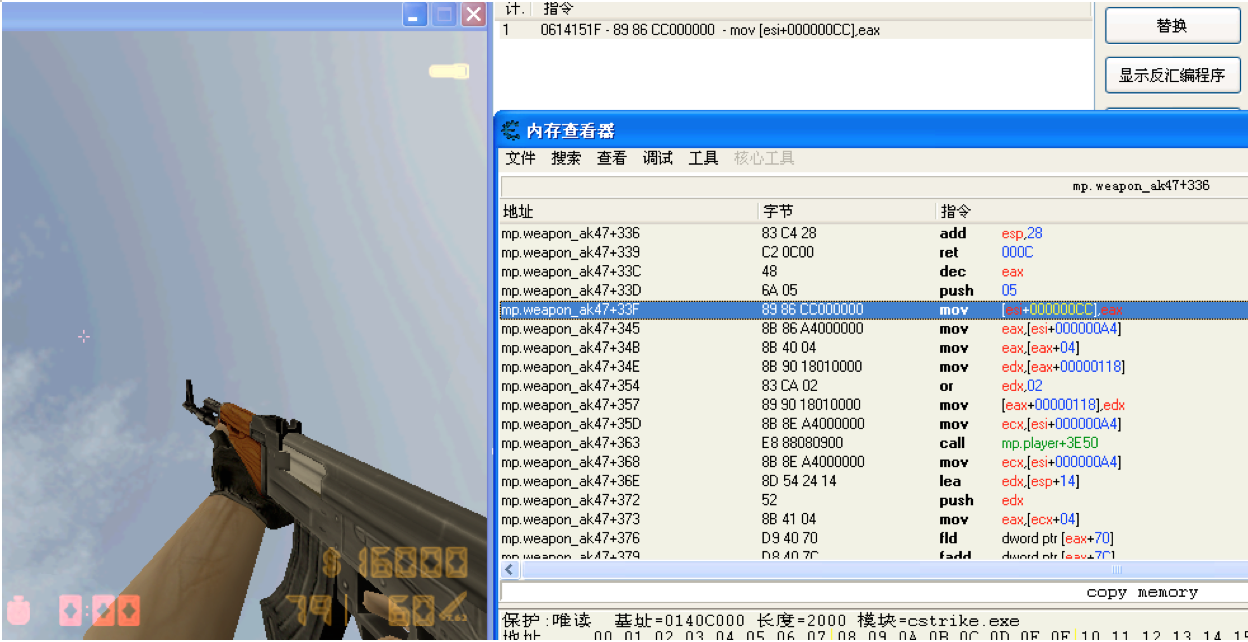 计. 指令
1 0614151F - 89 86 CC000000 - mov [esi+000000CC],eax
替换
显示反汇编程序
内存查看器
文件 搜索 查看 调试 工具 核心工具
mp.weapon_ak47+336
地址 字节 指令
mp.weapon_ak47+336 83 C4 28 add esp,28
mp.weapon_ak47+339 C2 0C00 ret 000C
mp.weapon_ak47+33C 48 dec eax
mp.weapon_ak47+33D 6A 05 push 05
mp.weapon_ak47+33F 89 86 CC000000 mov [esi+000000CC],eax
mp.weapon_ak47+345 8B 86 A4000000 mov eax,[esi+000000A4]
mp.weapon_ak47+34B 8B 40 04 mov eax,[eax+04]
mp.weapon_ak47+34E 8B 90 18010000 mov edx,[eax+00000118]
mp.weapon_ak47+354 83 CA 02 or edx,02
mp.weapon_ak47+357 89 90 18010000 mov [eax+00000118],edx
mp.weapon_ak47+35D 8B 8E A4000000 mov ecx,[esi+000000A4]
mp.weapon_ak47+363 E8 88080900 call mp.player+3E50
mp.weapon_ak47+368 8B 8E A4000000 mov ecx,[esi+000000A4]
mp.weapon_ak47+36E 8D 54 24 14 lea edx,[esp+14]
mp.weapon_ak47+372 52 push edx
mp.weapon_ak47+373 8B 41 04 mov eax,[ecx+04]
mp.weapon_ak47+376 D9 40 70 fld dword ptr [eax+70]
mp.weapon_ak47+379 D8 40 7C fadd dword ptr [eax+7C]
copy memory
保护:唯读 基址=0140C000 长度=2000 模块=cstrike.exe
地址 00 01 02 03 04 05 06 07 08 09 0A 0B 0C 0D 0E 0F 10 11 12 13 14
$ 16000
0:00
79 | 60
7.62